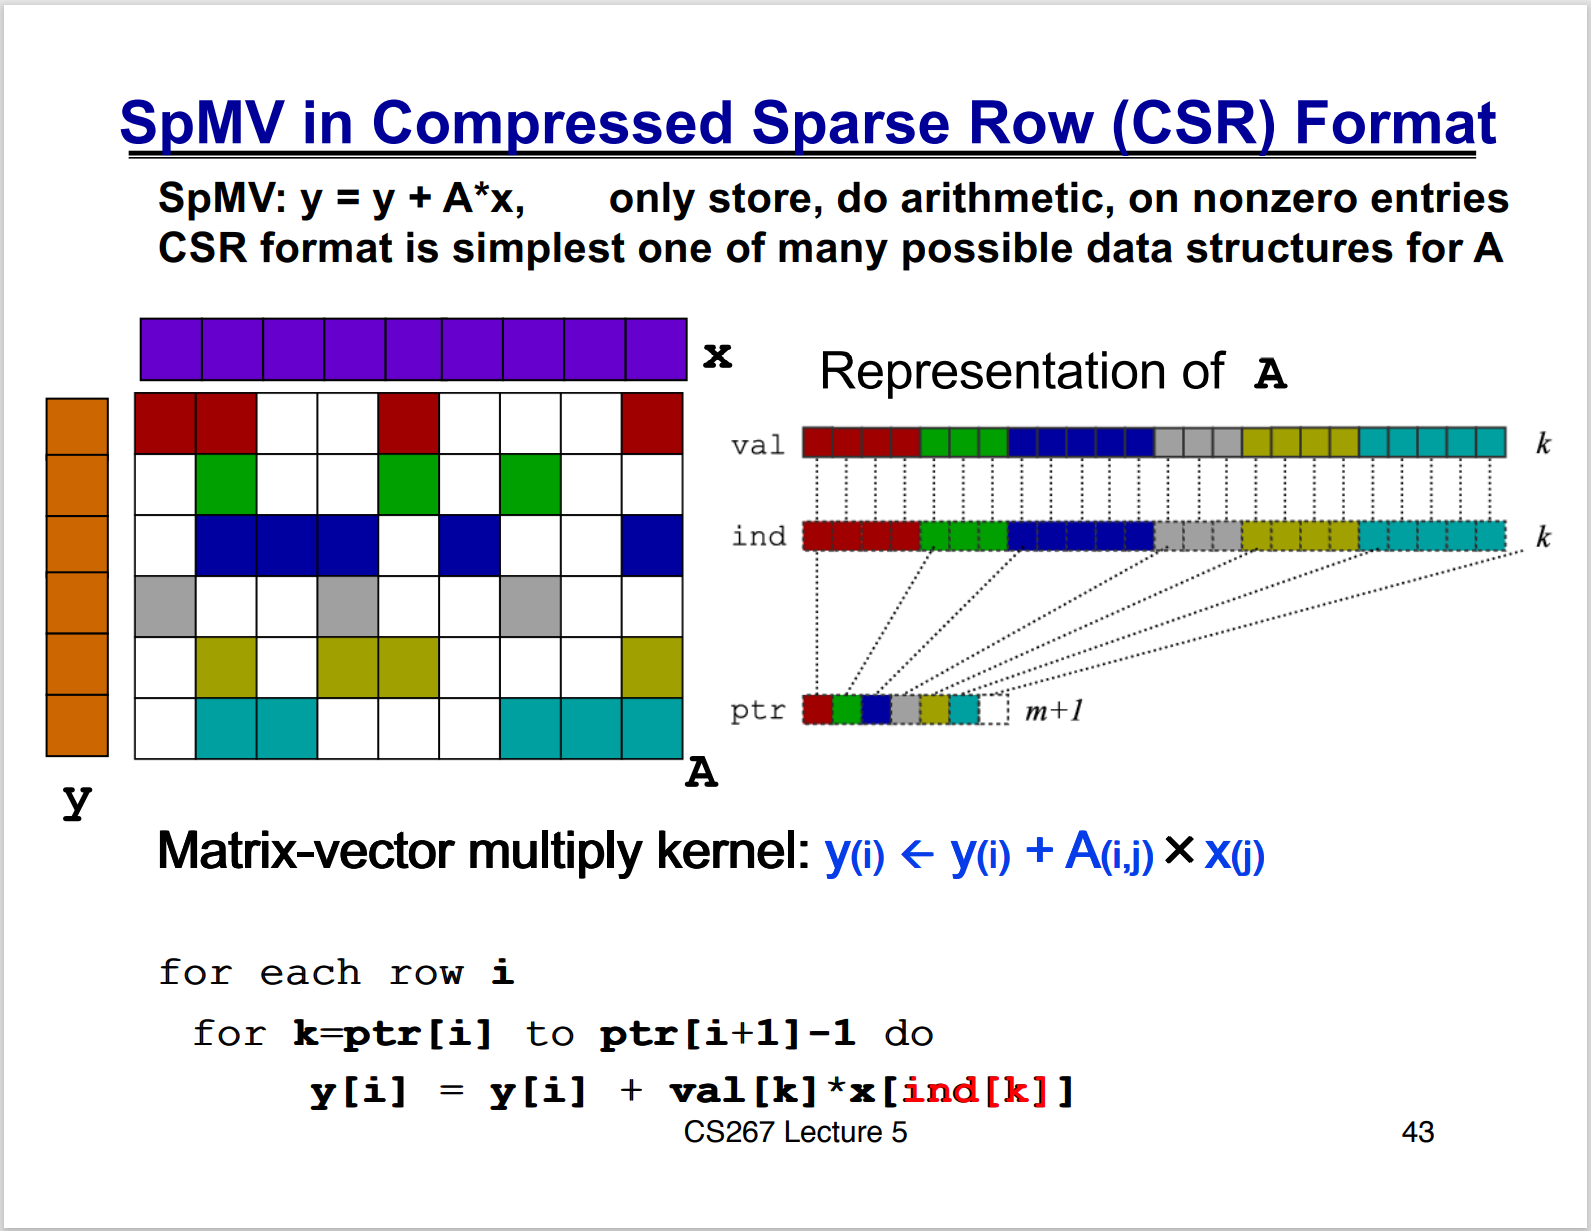 SpMV in Compressed Sparse Row (CSR) Format
SpMV: y = y + A*x, only store, do arithmetic, on nonzero entries
CSR format is simplest one of many possible data structures for A
x
Representation of A
val k
ind k
ptr m+1
A
y
Matrix-vector multiply kernel: y(i) ← y(i) + A(i,j) × x(j)
for each row i
for k=ptr[i] to ptr[i+1]-1 do
y[i] = y[i] + val[k]*x[ind[k]]
CS267 Lecture 5
43